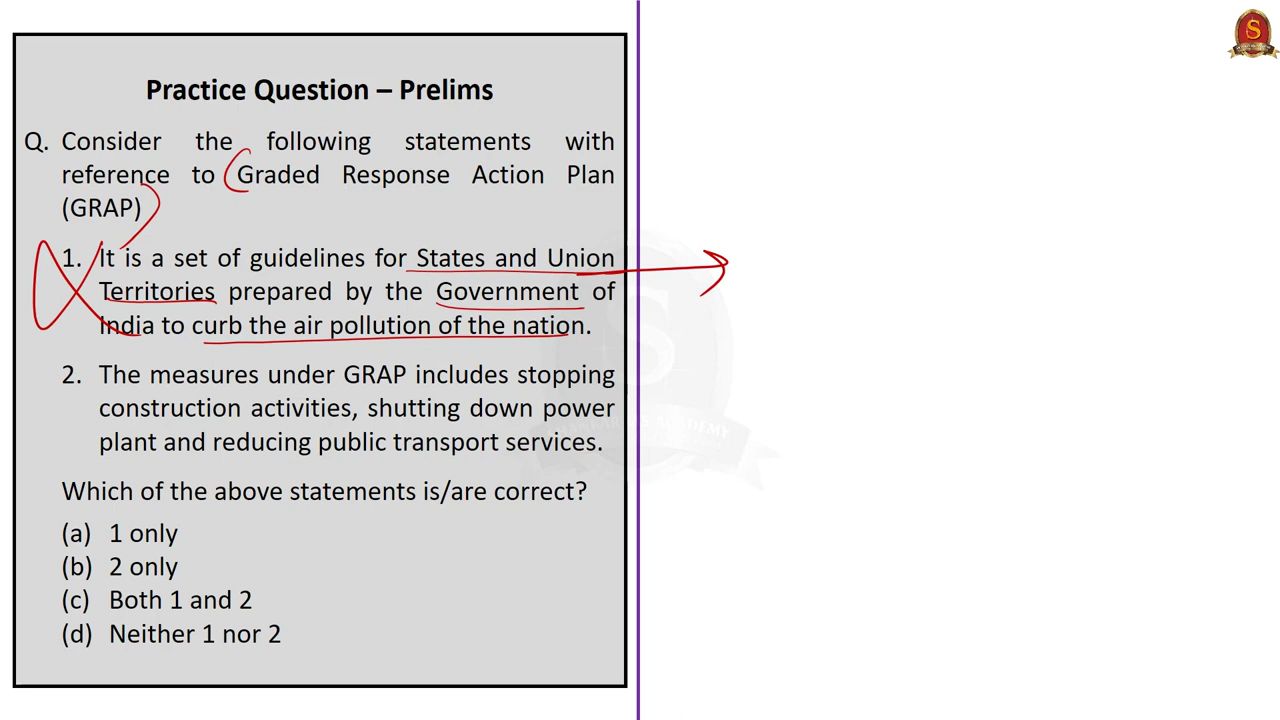 Practice Question – Prelims
Q. Consider the following statements with
reference to Graded Response Action Plan
(GRAP)
1. It is a set of guidelines for States and Union
Territories prepared by the Government of
India to curb the air pollution of the nation.
2. The measures under GRAP includes stopping
construction activities, shutting down power
plant and reducing public transport services.
Which of the above statements is/are correct?
(a) 1 only
(b) 2 only
(c) Both 1 and 2
(d) Neither 1 nor 2
S